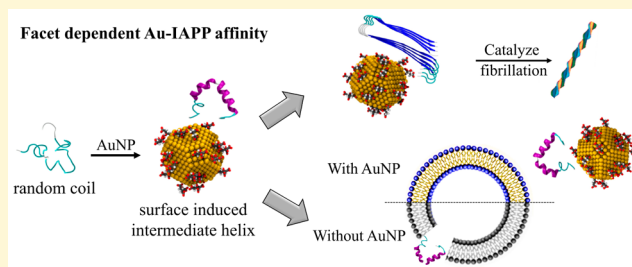 Facet dependent Au-IAPP affinity
Catalyze
fibrillation
AuNP
random coil
surface induced
intermediate helix
With AuNP
Without AuNP